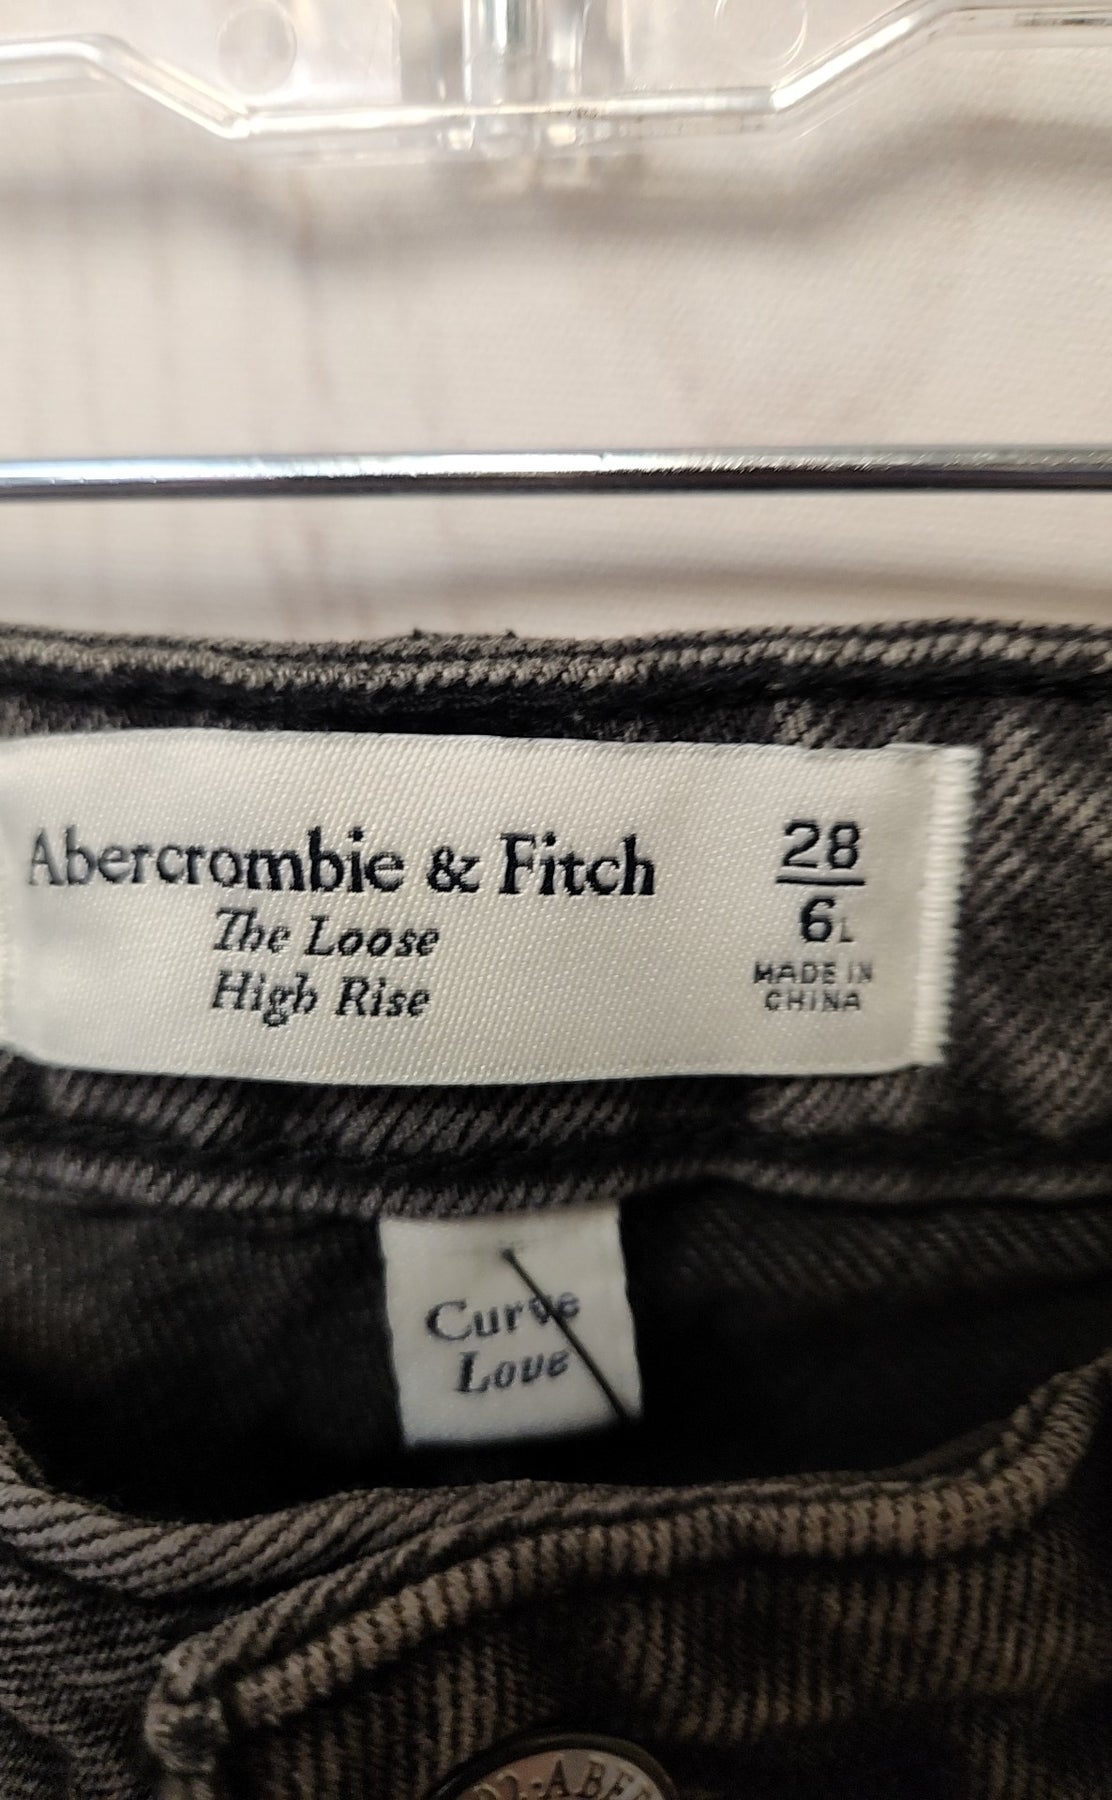 Abercrombie & Fitch
The Loose
High Rise
28
6L
MADE IN
CHINA
Curve
Love